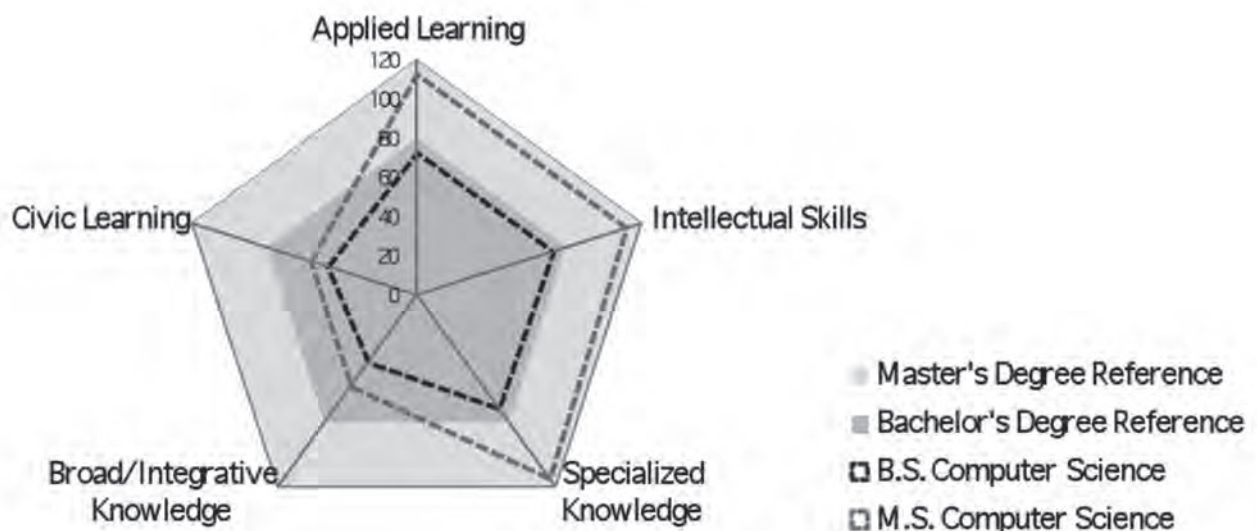 Applied Learning
120
100
80
60
40
20
0
Civic Learning
Intellectual Skills
Broad/Integrative
Knowledge
Specialized
Knowledge
Master's Degree Reference
Bachelor's Degree Reference
B.S. Computer Science
M.S. Computer Science